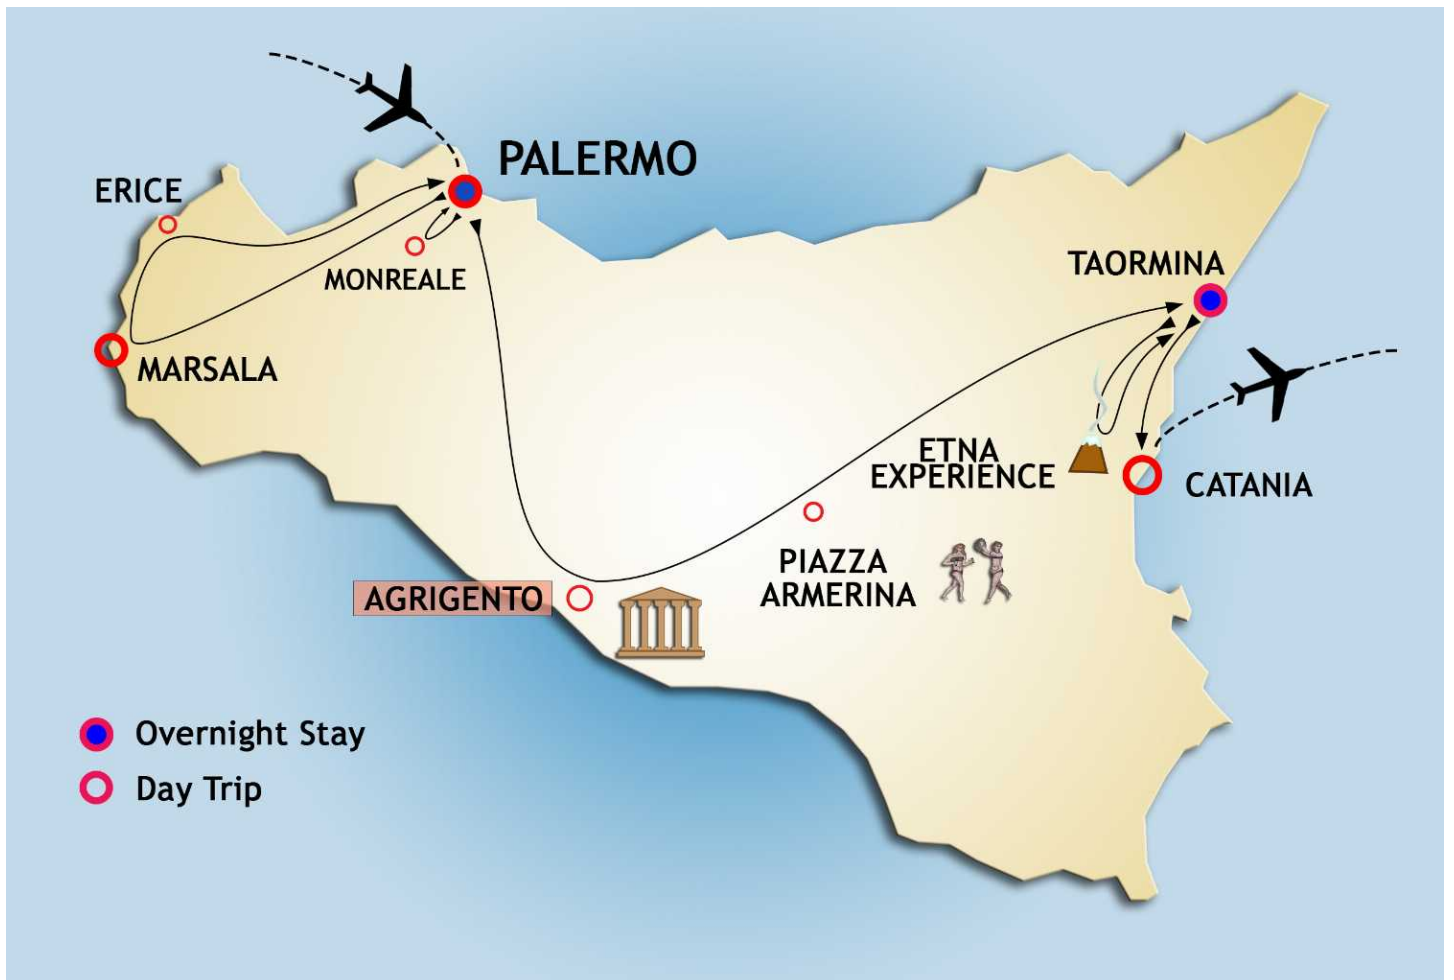 PALERMO
ERICE
MONREALE
TAORMINA
MARSALA
ETNA
EXPERIENCE
CATANIA
PIAZZA
ARMERINA
AGRIGENTO
Overnight Stay
Day Trip